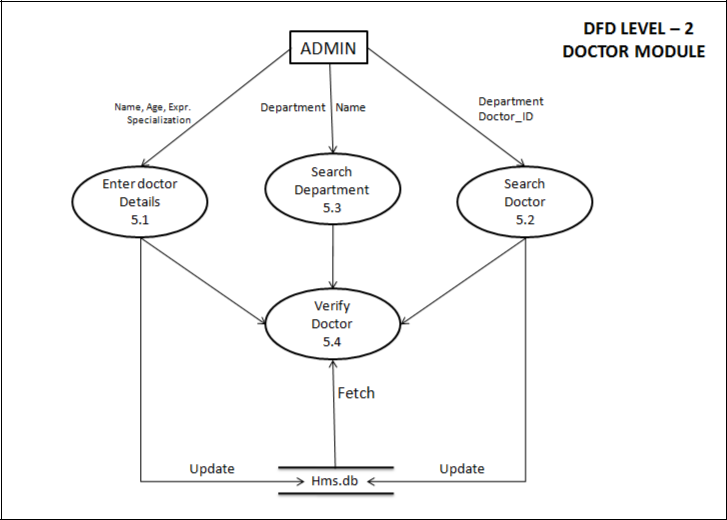 DFD LEVEL – 2
DOCTOR MODULE
ADMIN
Name, Age, Expr.
Specialization
Department Name
Department
Doctor_ID
Enter doctor
Details
5.1
Search
Department
5.3
Search
Doctor
5.2
Verify
Doctor
5.4
Fetch
Update
Hms.db
Update